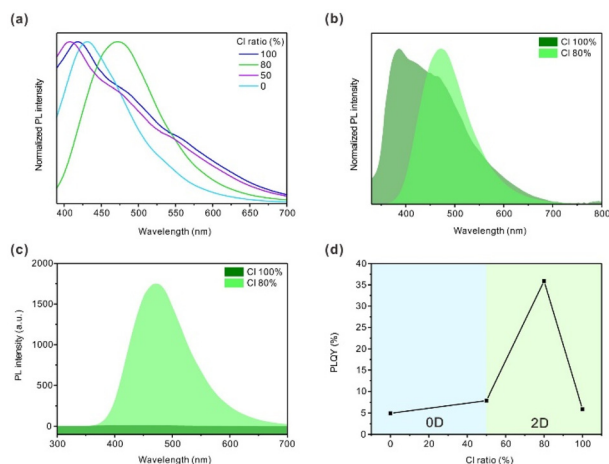 (a)
Normalized PL intensity
Cl ratio (%)
100
80
50
0
400 450 500 550 600 650 700
Wavelength (nm)
(b)
Normalized PL intensity
Cl 100%
Cl 80%
400 500 600 700 800
Wavelength (nm)
(c)
PL intensity (a.u.)
2000
1500
1000
500
0
Cl 100%
Cl 80%
300 400 500 600 700
Wavelength (nm)
(d)
PLQY (%)
40
35
30
25
20
15
10
5
0
0D 2D
0 20 40 60 80 100
Cl ratio (%)